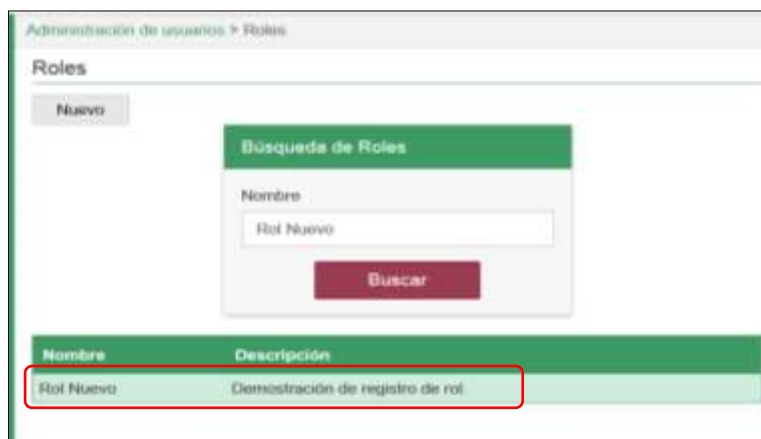 Administración de usuarios > Roles
Roles
Nuevo
Búsqueda de Roles
Nombre
Rol Nuevo
Buscar
Nombre Descripción
Rol Nuevo Demostración de registro de rol